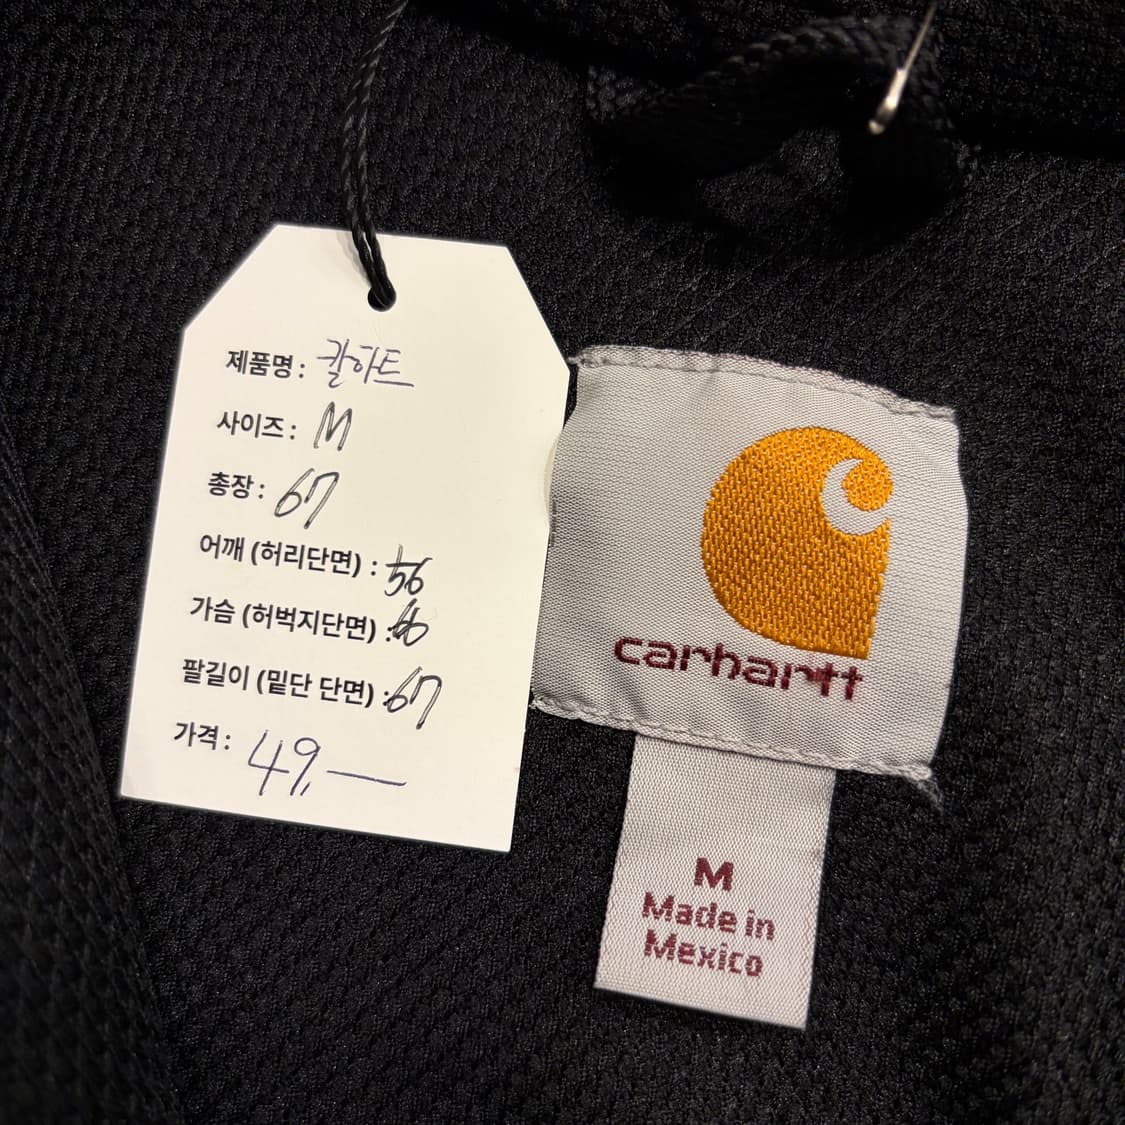 제품명: 칼하트
사이즈: M
총장: 67
어깨 (허리단면) : 56
가슴 (허벅지단면) : 66
팔길이 (밑단 단면) : 67
가격: 49,—
carhartt
M
Made in
Mexico